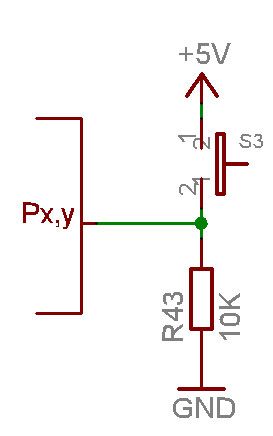 +5V
1
2
S3
2
1
Px,y
R43
10K
GND